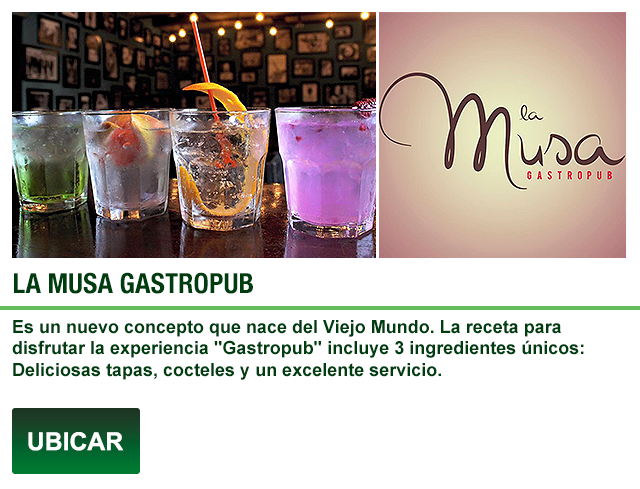 la
Musa
GASTROPUB
LA MUSA GASTROPUB
Es un nuevo concepto que nace del Viejo Mundo. La receta para
disfrutar la experiencia "Gastropub" incluye 3 ingredientes únicos:
Deliciosas tapas, cocteles y un excelente servicio.
UBICAR